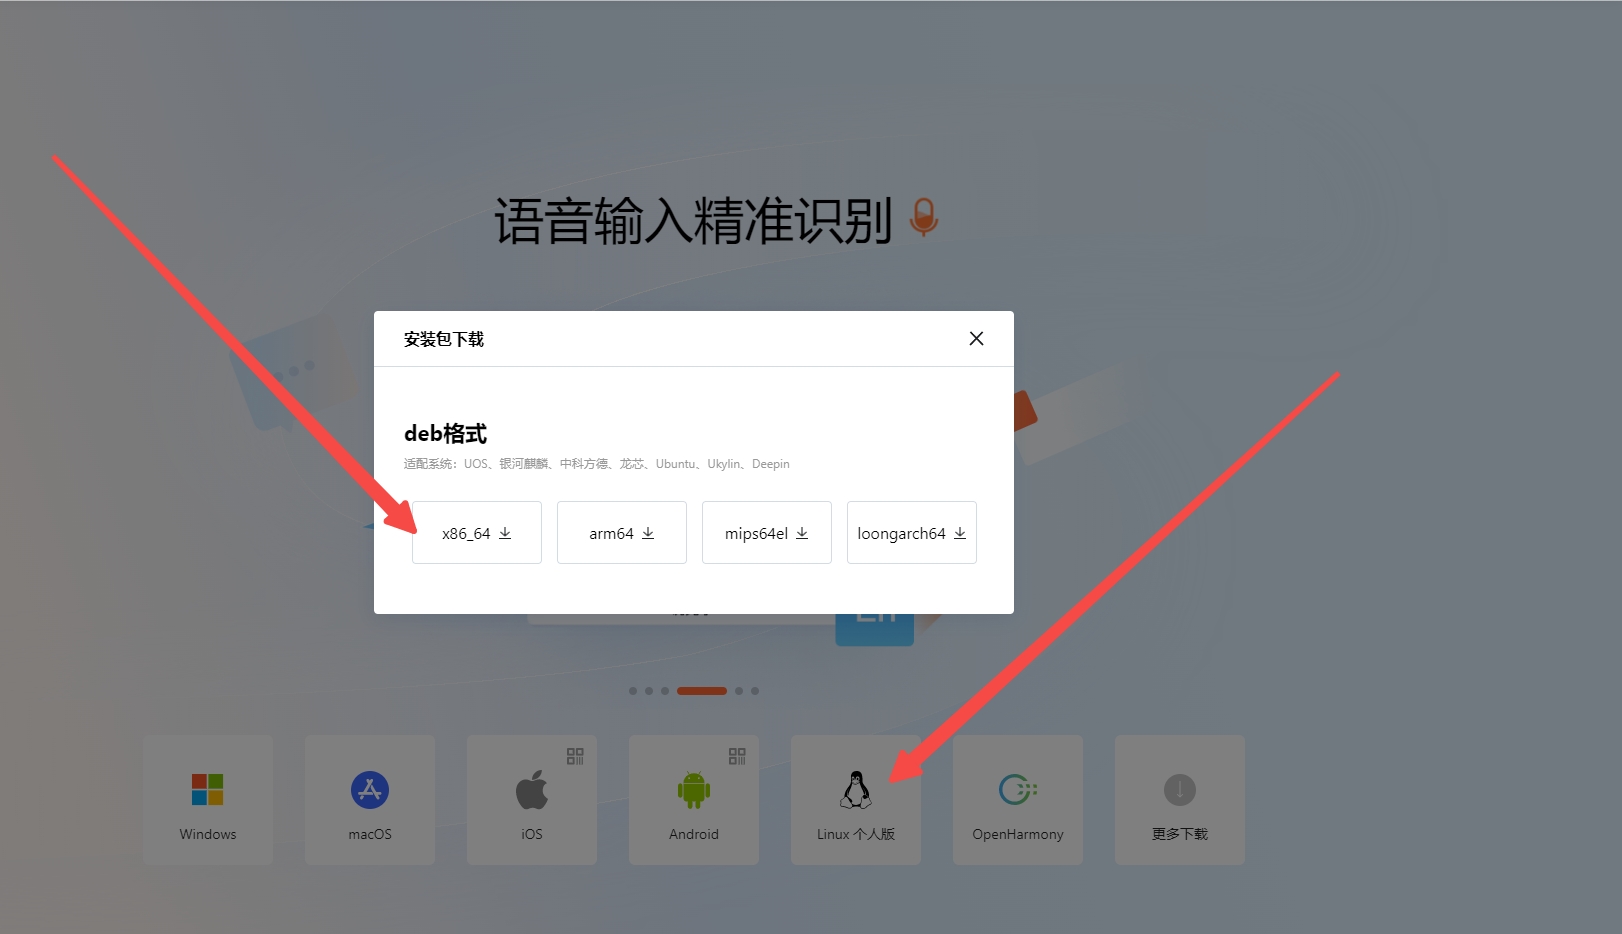 语音输入精准识别
安装包下载
deb格式
适配系统：UOS、银河麒麟、中科方德、龙芯、Ubuntu、Ukylin、Deepin
x86_64
arm64
mips64el
loongarch64
En
Windows
macOS
iOS
Android
Linux 个人版
OpenHarmony
更多下载